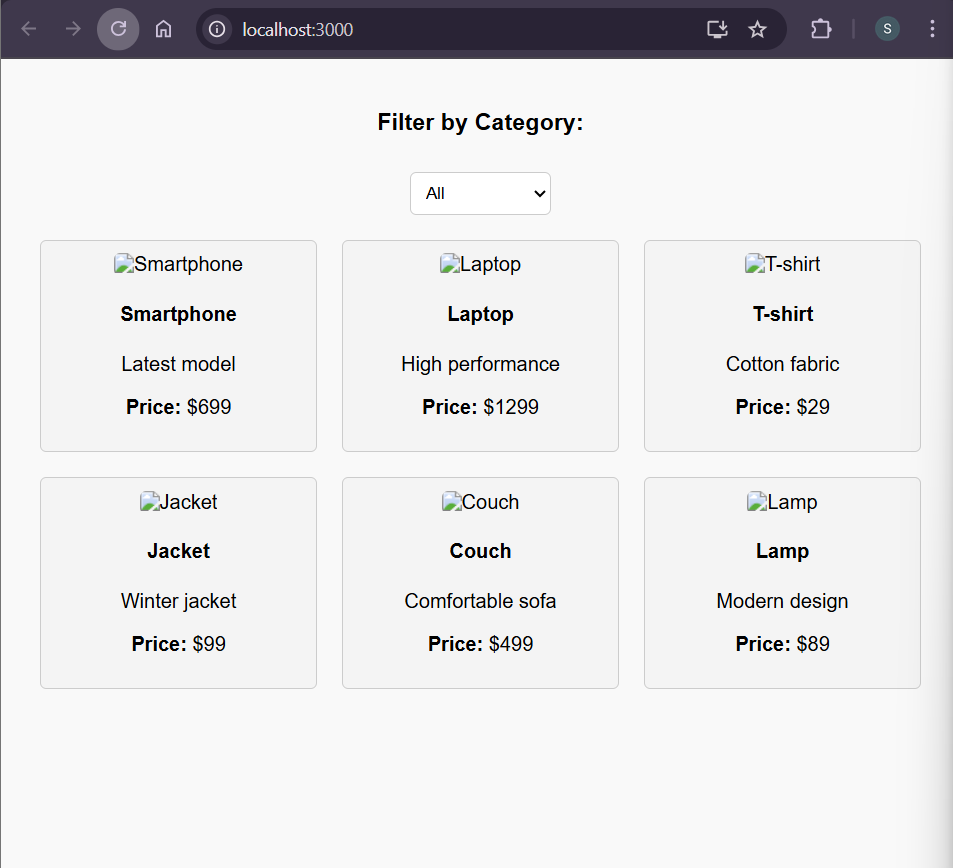 localhost:3000
S
Filter by Category:
All
Smartphone
Smartphone
Latest model
Price: $699
Laptop
Laptop
High performance
Price: $1299
T-shirt
T-shirt
Cotton fabric
Price: $29
Jacket
Jacket
Winter jacket
Price: $99
Couch
Couch
Comfortable sofa
Price: $499
Lamp
Lamp
Modern design
Price: $89